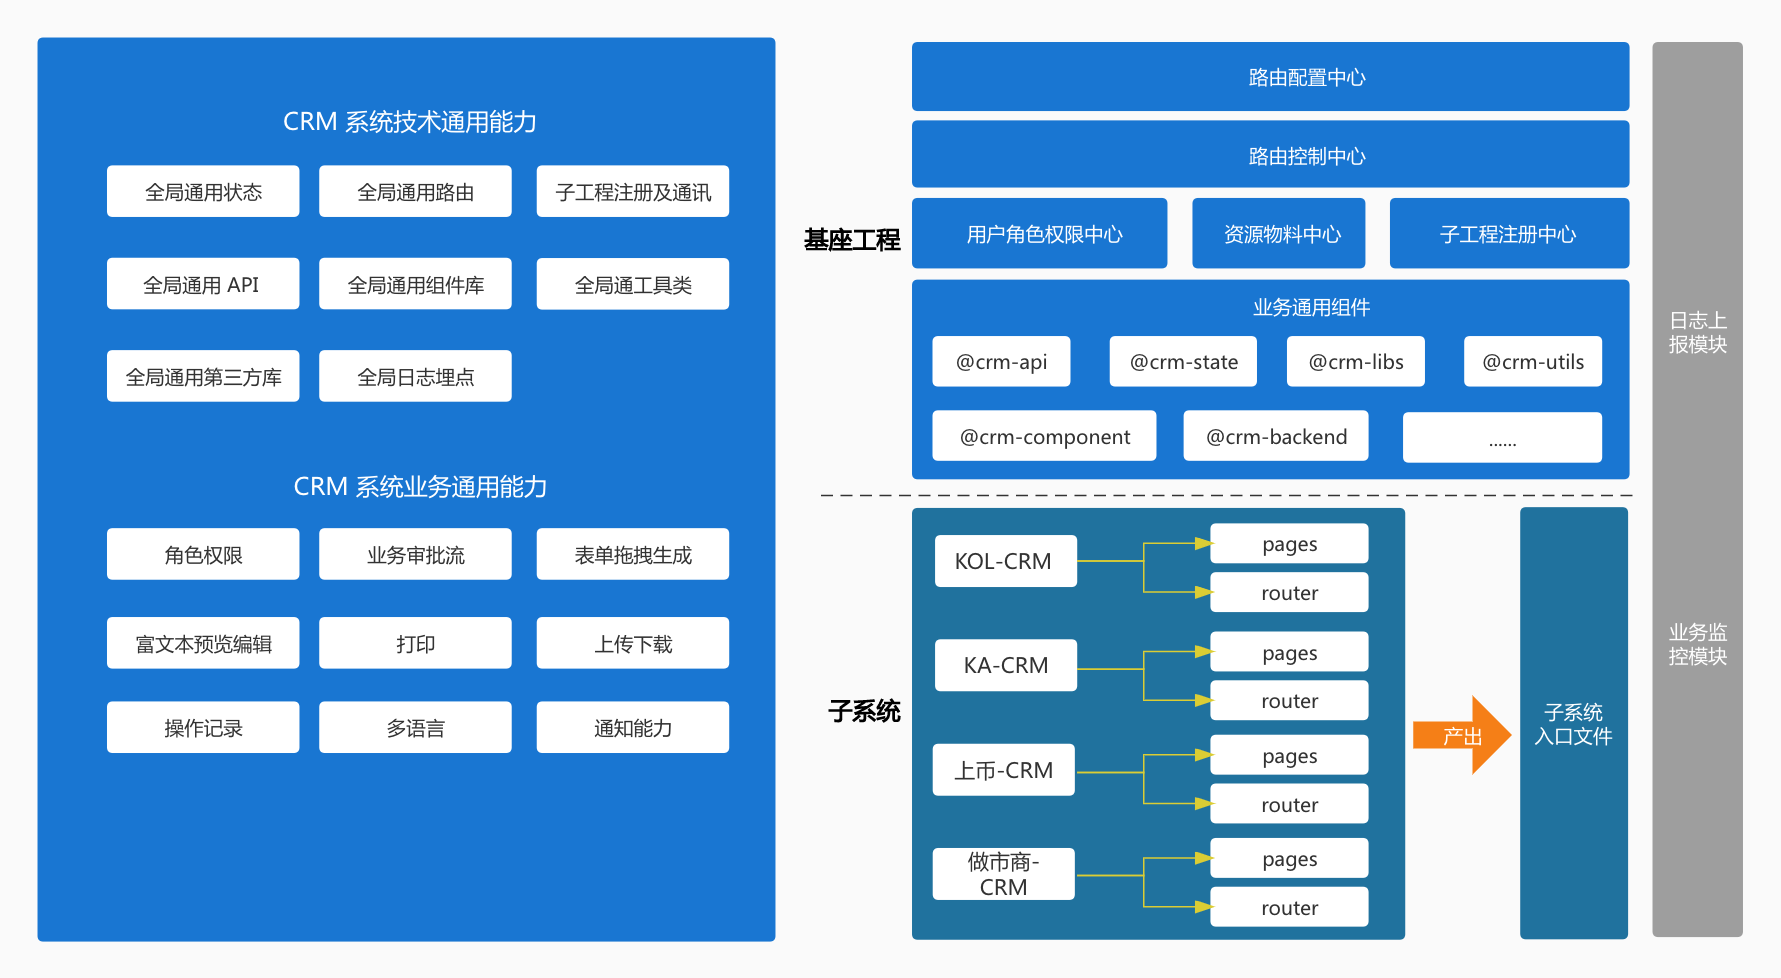 CRM 系统技术通用能力
全局通用状态
全局通用路由
子工程注册及通讯
全局通用 API
全局通用组件库
全局通工具类
全局通用第三方库
全局日志埋点
CRM 系统业务通用能力
角色权限
业务审批流
表单拖拽生成
富文本预览编辑
打印
上传下载
操作记录
多语言
通知能力
基座工程
路由配置中心
路由控制中心
用户角色权限中心
资源物料中心
子工程注册中心
业务通用组件
@crm-api
@crm-state
@crm-libs
@crm-utils
@crm-component
@crm-backend
......
子系统
KOL-CRM
pages
router
KA-CRM
pages
router
上币-CRM
pages
router
做市商-
CRM
pages
router
产出
子系统
入口文件
日志上
报模块
业务监
控模块